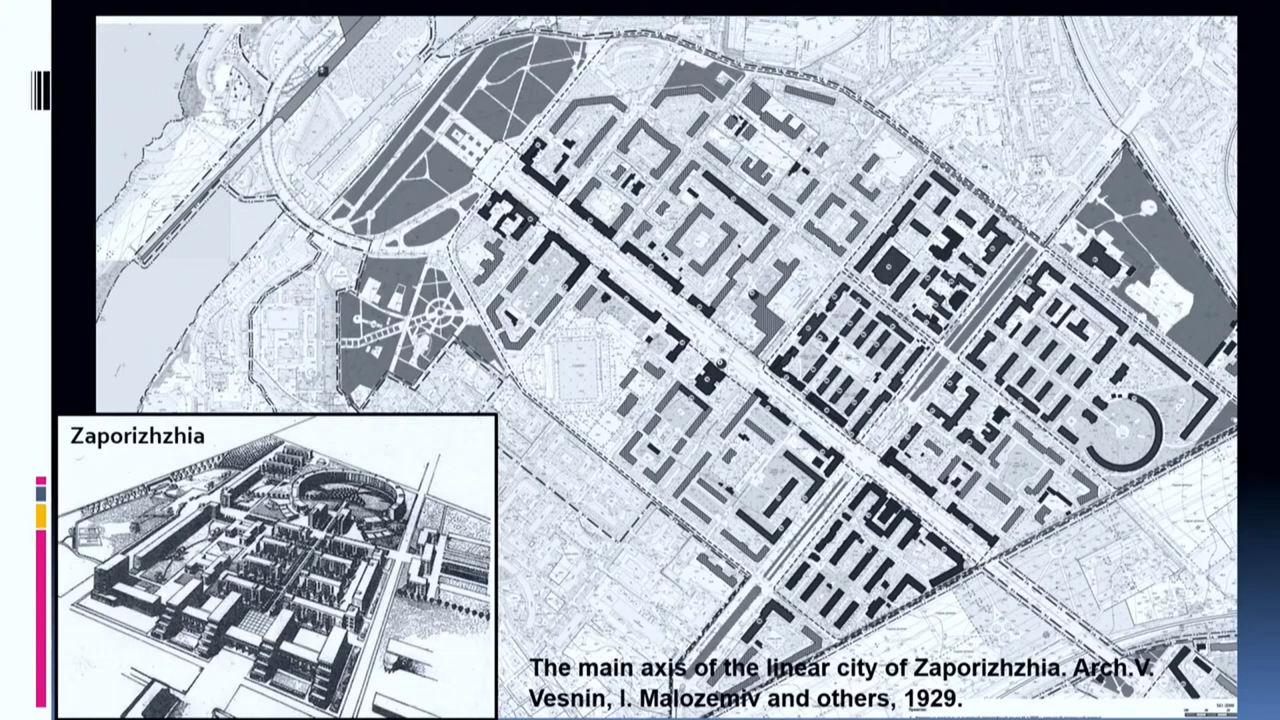 Zaporizhzhia
The main axis of the linear city of Zaporizhzhia. Arch.V.
Vesnin, I. Malozemiv and others, 1929.